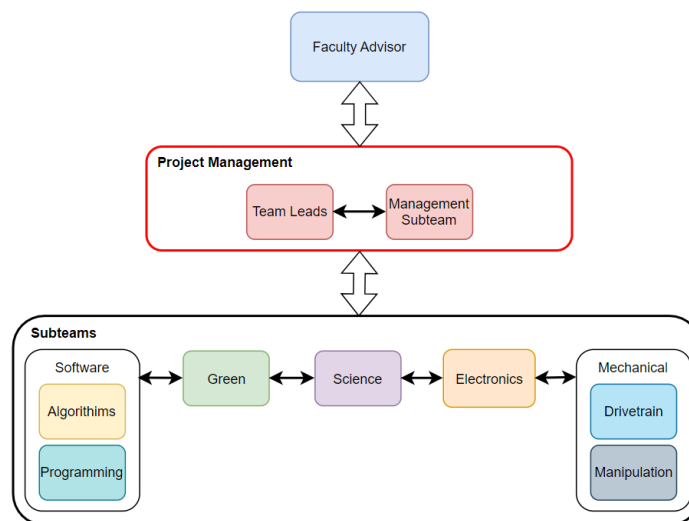 Faculty Advisor
Project Management
Team Leads
Management
Subteam
Subteams
Software
Algorithims
Programming
Green
Science
Electronics
Mechanical
Drivetrain
Manipulation